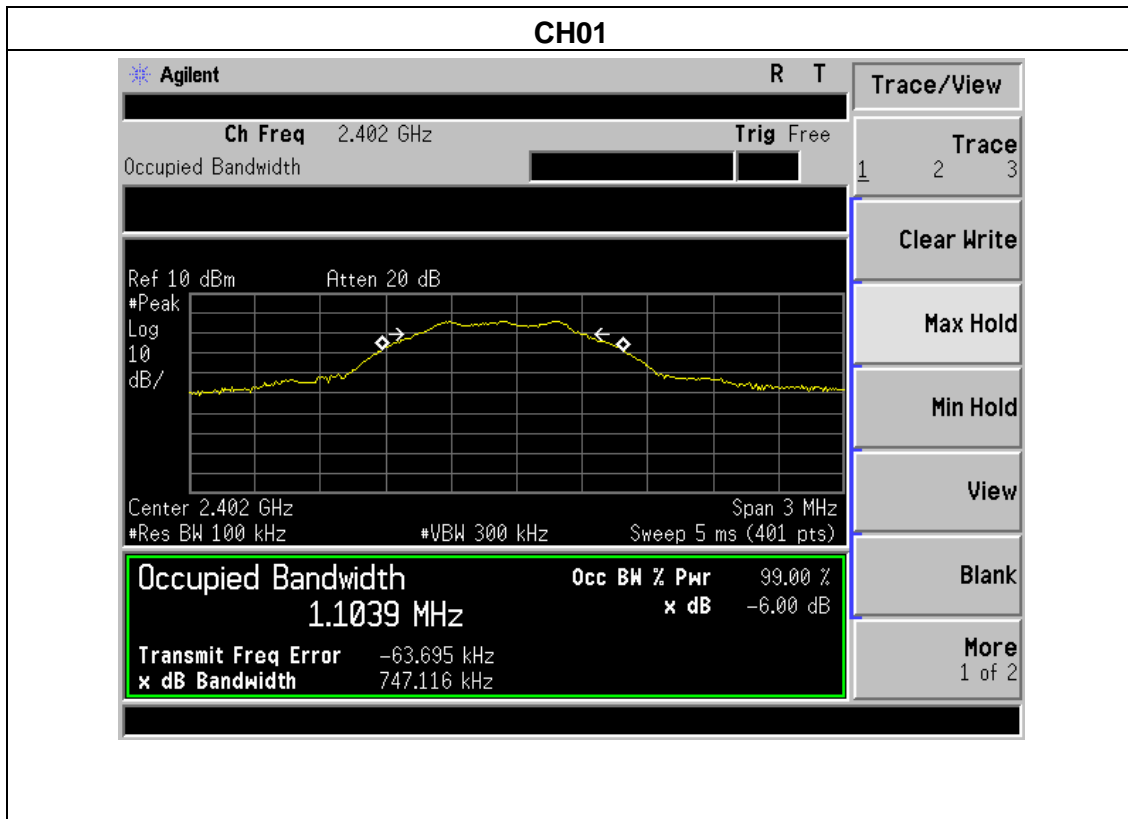 CH01
Agilent R T
Ch Freq 2.402 GHz Trig Free
Occupied Bandwidth
Ref 10 dBm Atten 20 dB
#Peak
Log
10
dB/
Center 2.402 GHz Span 3 MHz
#Res BW 100 kHz #VBW 300 kHz Sweep 5 ms (401 pts)
Occupied Bandwidth Occ BW % Pwr 99.00 %
1.1039 MHz x dB -6.00 dB
Transmit Freq Error -63.695 kHz
x dB Bandwidth 747.116 kHz
Trace/View
Trace
1 2 3
Clear Write
Max Hold
Min Hold
View
Blank
More
1 of 2